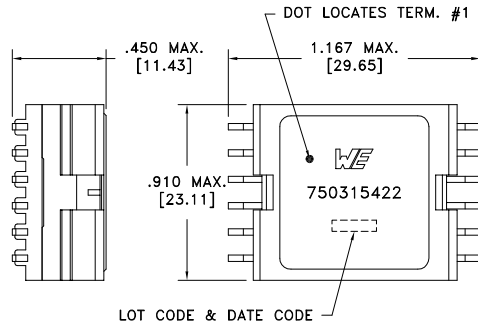 DOT LOCATES TERM. #1
.450 MAX.
[11.43]
1.167 MAX.
[29.65]
.910 MAX.
[23.11]
WE
750315422
LOT CODE & DATE CODE